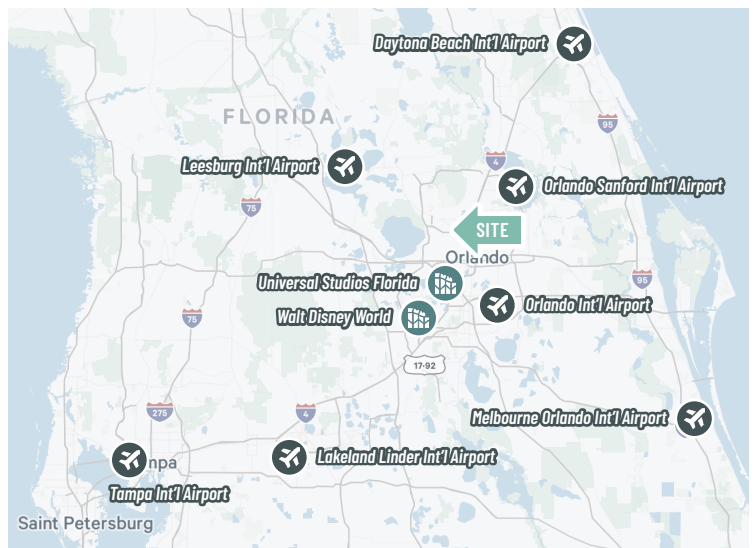 Daytona Beach Int'l Airport
FLORIDA
95
4
Leesburg Int'l Airport
Orlando Sanford Int'l Airport
75
SITE
Orlando
95
Universal Studios Florida
Orlando Int'l Airport
Walt Disney World
75
17-92
275
4
Melbourne Orlando Int'l Airport
mpa
Lakeland Linder Int'l Airport
Tampa Int'l Airport
Saint Petersburg